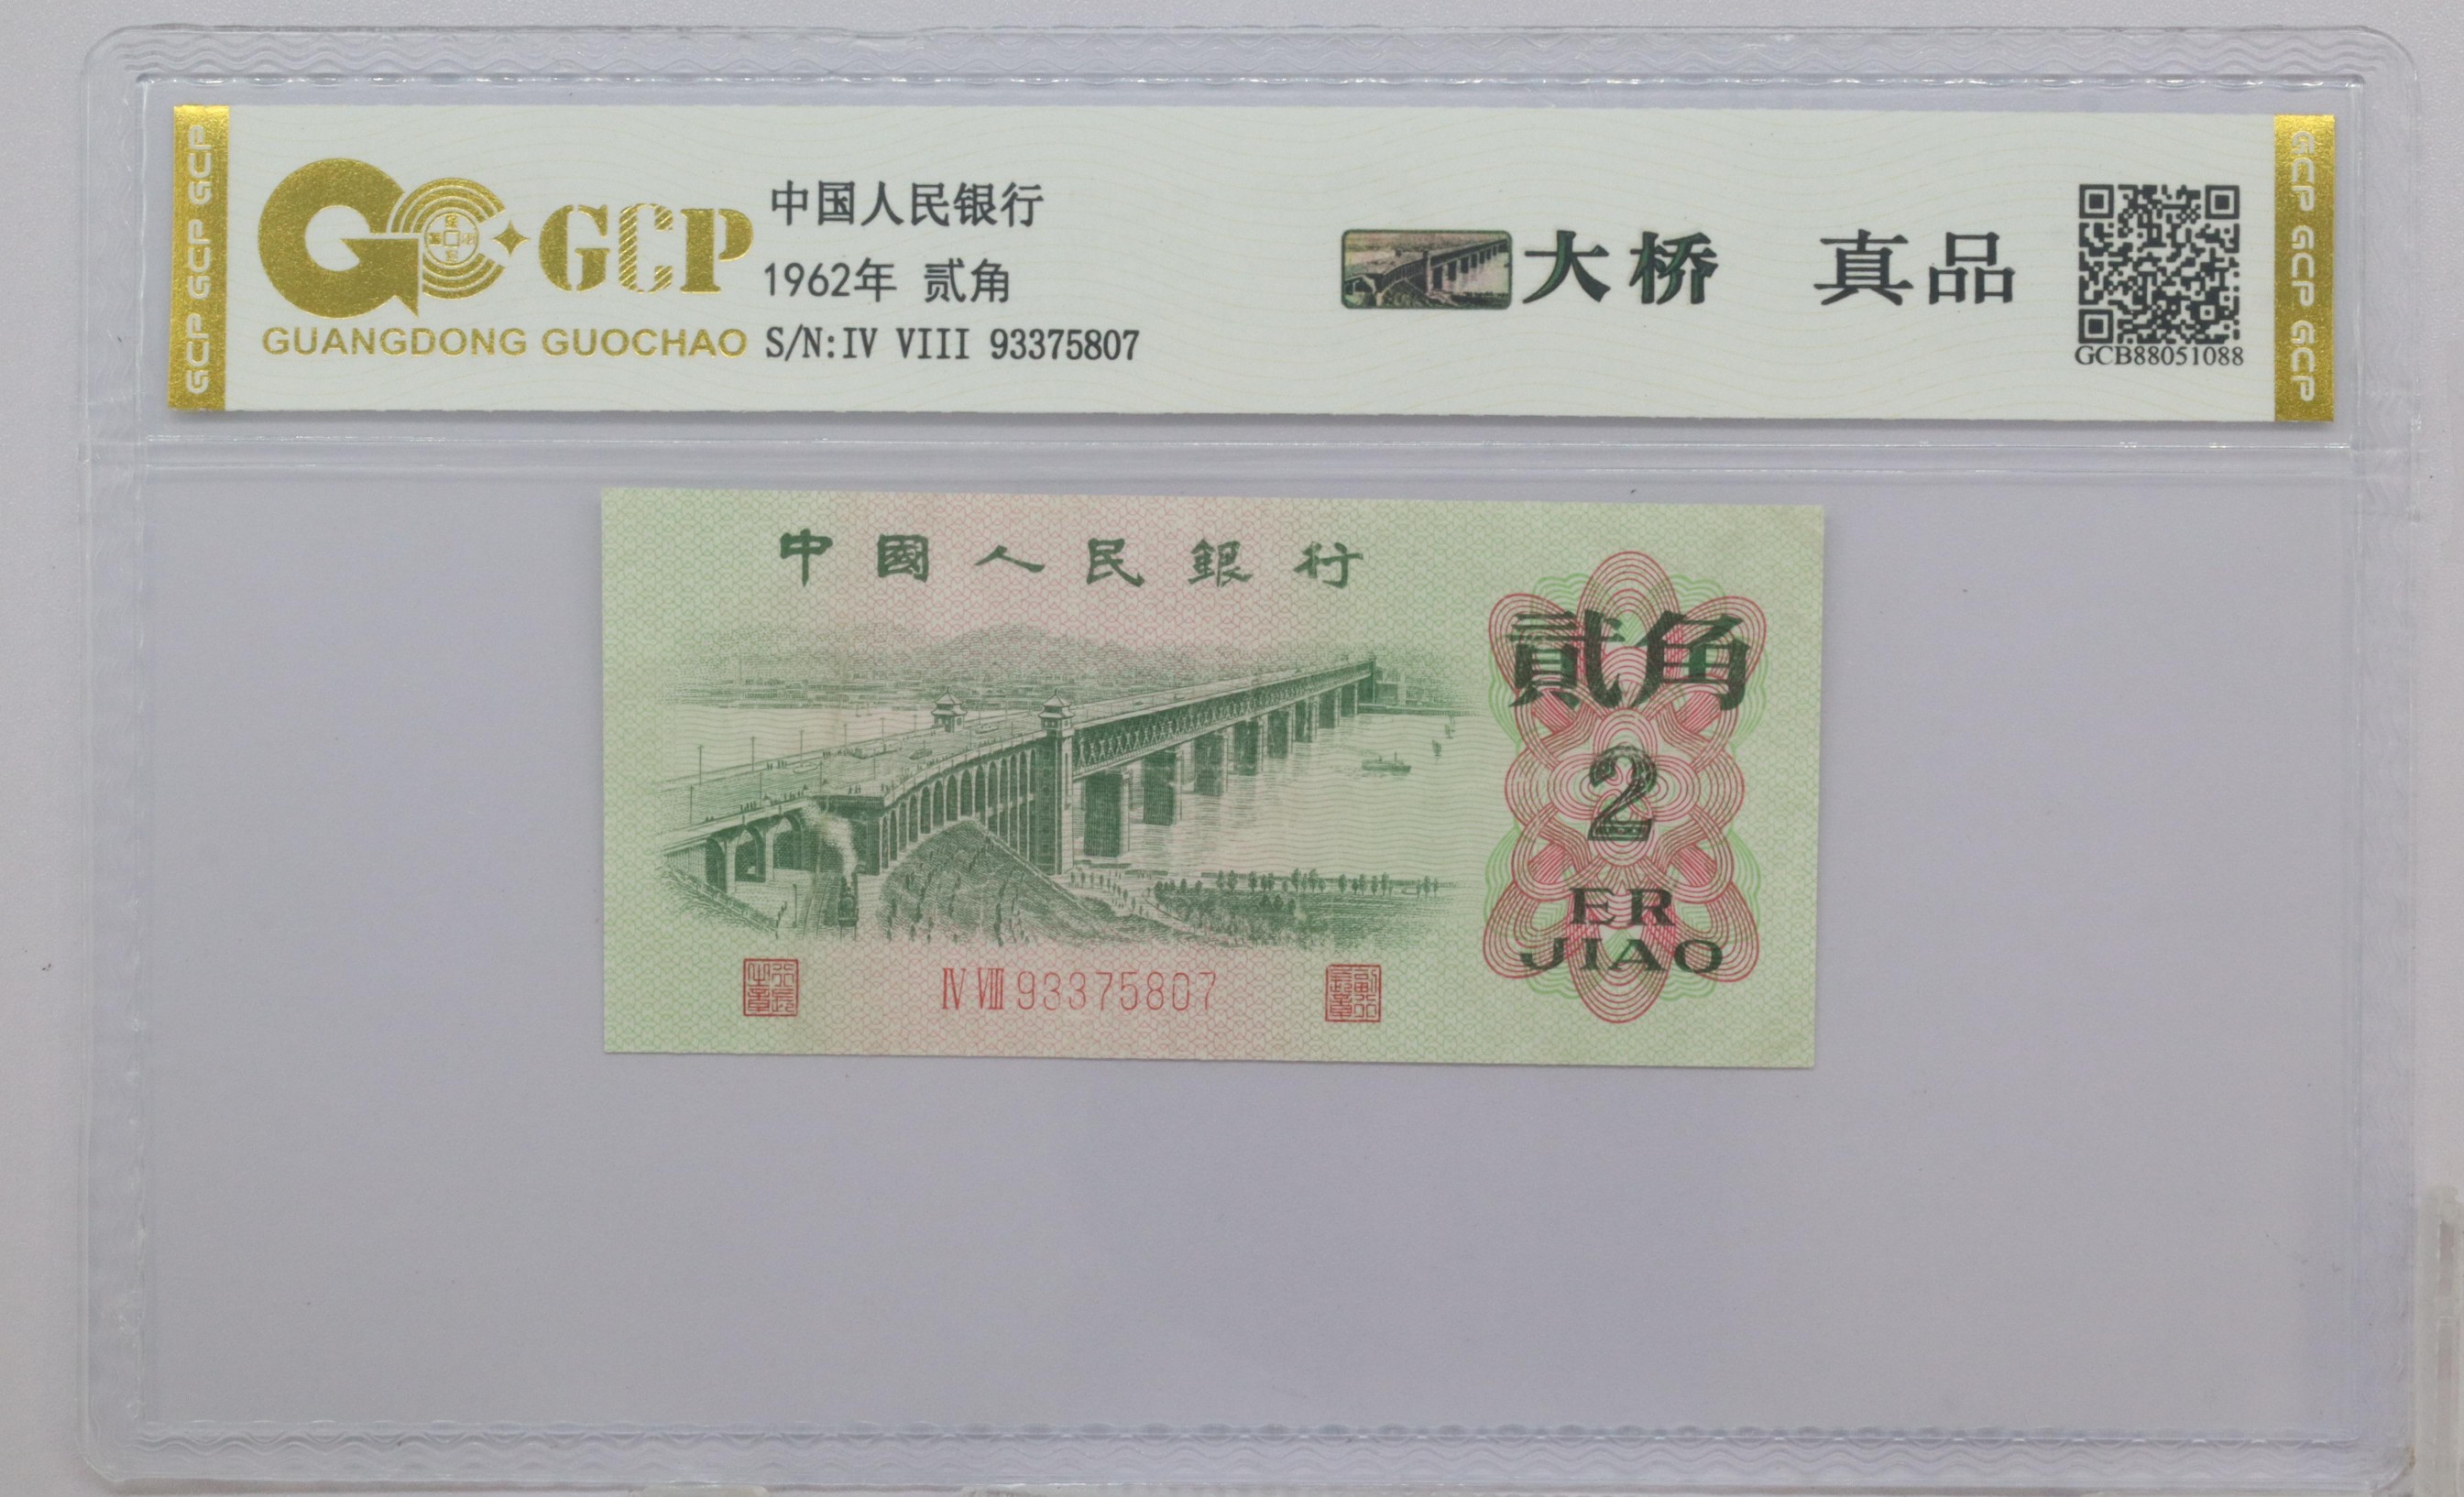 GCP GCP GCP
GCP
GUANGDONG GUOCHAO
中国人民银行
1962年 贰角
S/N:IV VIII 93375807
大桥 真品
GCB88051088
GCP GCP GCP
中國人民銀行
貳角
2
ER
JIAO
Ⅳ Ⅷ 93375807